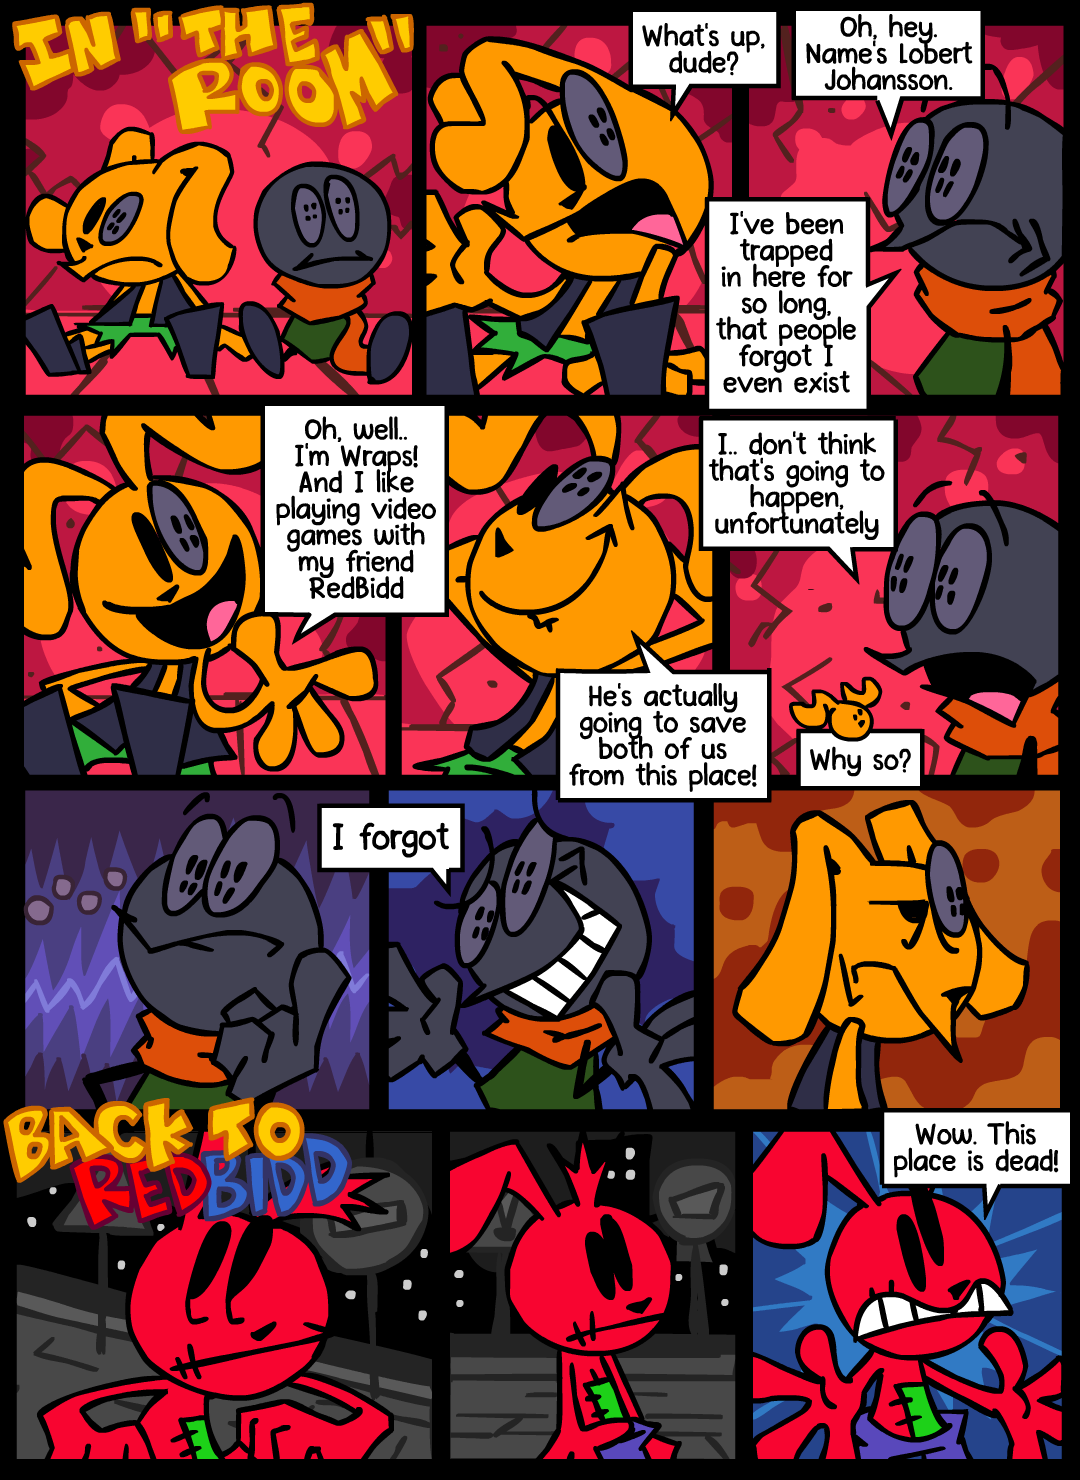 IN "THE
ROOM"
What's up,
dude?
Oh, hey.
Name's Lobert
Johansson.
I've been
trapped
in here for
so long,
that people
forgot I
even exist
Oh, well..
I'm Wraps!
And I like
playing video
games with
my friend
RedBidd
He's actually
going to save
both of us
from this place!
I.. don't think
that's going to
happen,
unfortunately
Why so?
I forgot
BACK TO
REDBIDD
Wow. This
place is dead!